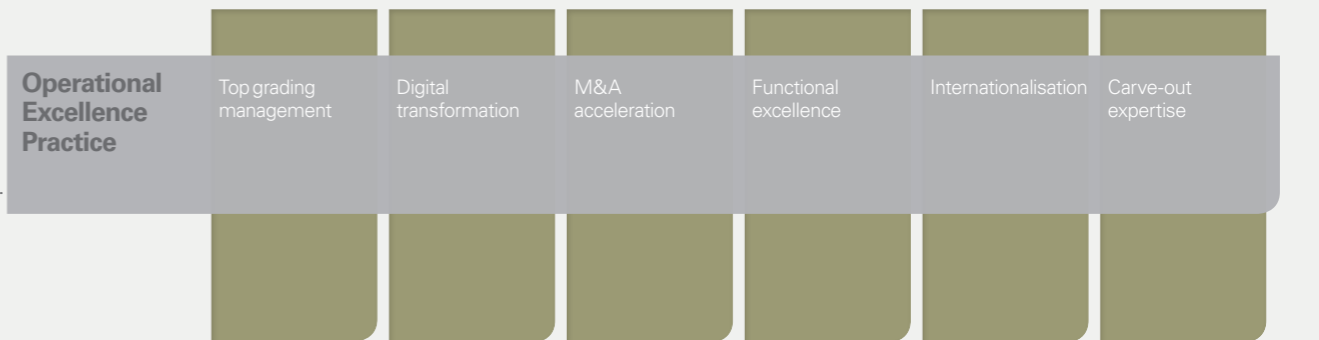 Operational
Excellence
Practice
Top grading
management
Digital
transformation
M&A
acceleration
Functional
excellence
Internationalisation
Carve-out
expertise